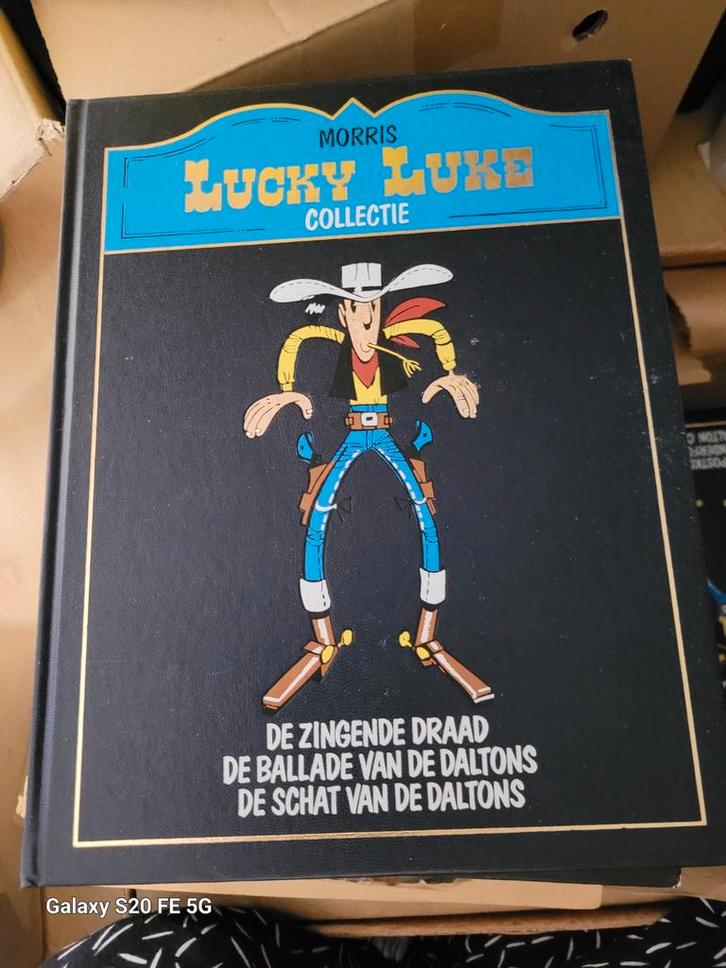 MORRIS
LUCKY LUKE
COLLECTIE
DE ZINGENDE DRAAD
DE BALLADE VAN DE DALTONS
DE SCHAT VAN DE DALTONS
Galaxy S20 FE 5G